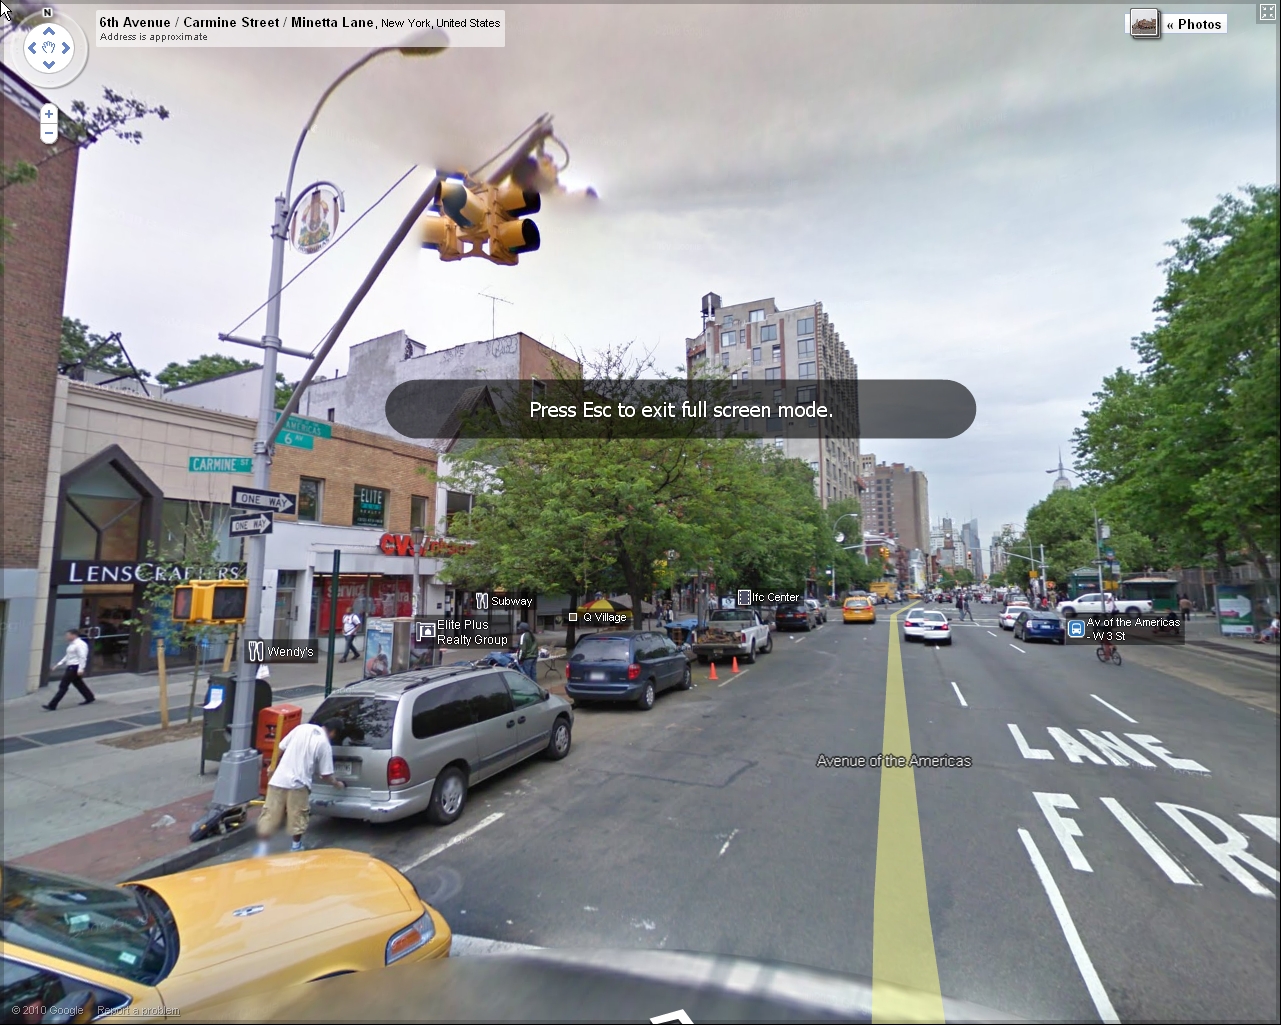 N
6th Avenue / Carmine Street / Minetta Lane, New York, United States
Address is approximate
« Photos
Press Esc to exit full screen mode.
AMERICAS
6 AV
CARMINE ST
ONE WAY
ONE WAY
ELITE
CVS
LENSCRAFTERS
Subway
Ifc Center
Q Village
Elite Plus
Realty Group
Wendy's
Av of the Americas
- W 3 St
Avenue of the Americas
LANE
FIR
© 2010 Google
Report a problem